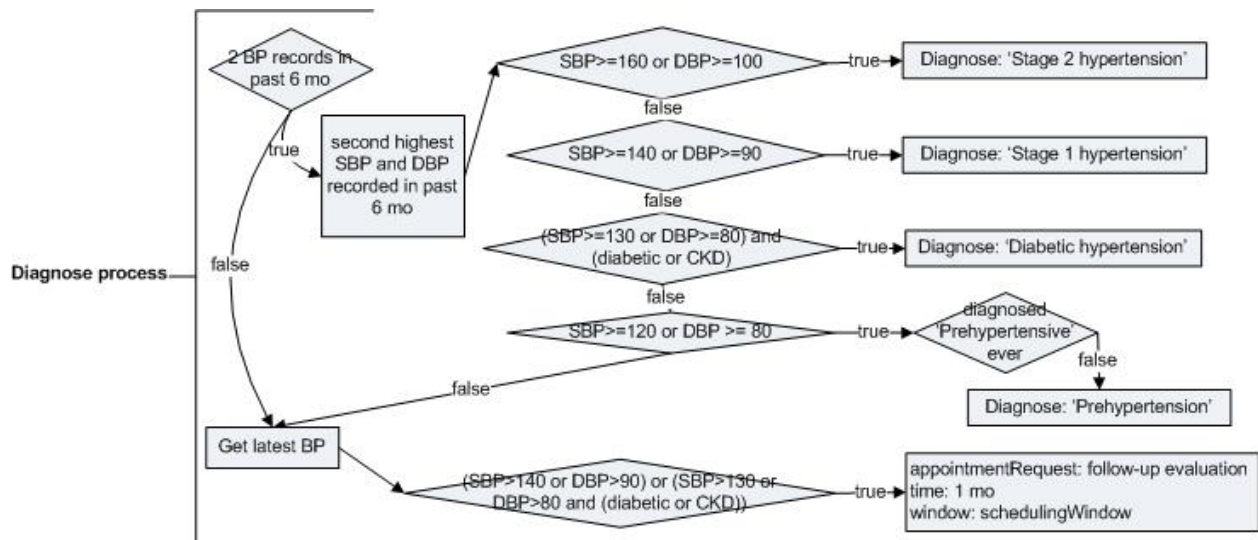 2 BP records in
past 6 mo
true
second highest
SBP and DBP
recorded in past
6 mo
SBP>=160 or DBP>=100
true
Diagnose: ‘Stage 2 hypertension’
false
SBP>=140 or DBP>=90
true
Diagnose: ‘Stage 1 hypertension’
false
(SBP>=130 or DBP>=80) and
(diabetic or CKD)
true
Diagnose: ‘Diabetic hypertension’
false
Diagnose process
false
SBP>=120 or DBP >= 80
true
diagnosed
‘Prehypertensive’
ever
false
Diagnose: ‘Prehypertension’
false
Get latest BP
(SBP>140 or DBP>90) or (SBP>130 or
DBP>80 and (diabetic or CKD))
true
appointmentRequest: follow-up evaluation
time: 1 mo
window: schedulingWindow